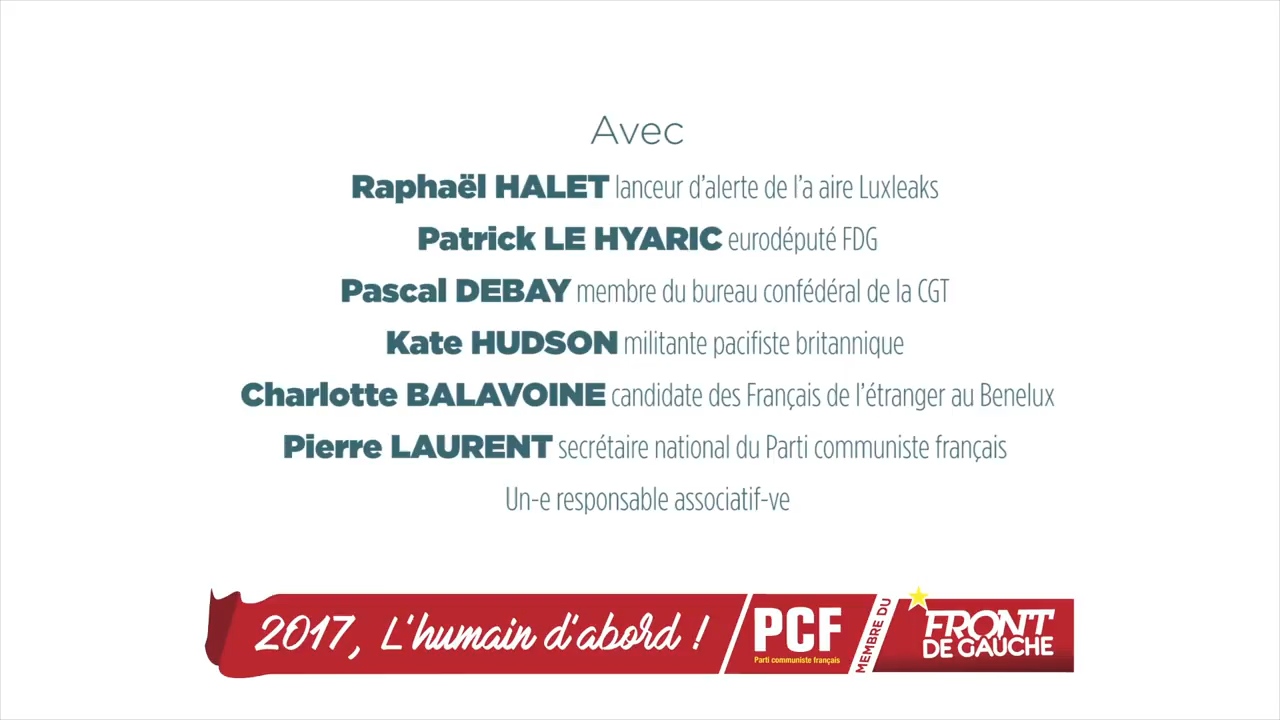 Avec
Raphaël HALET lanceur d'alerte de l'a aire Luxleaks
Patrick LE HYARIC eurodéputé FDG
Pascal DEBAY membre du bureau confédéral de la CGT
Kate HUDSON militante pacifiste britannique
Charlotte BALAVOINE candidate des Français de l'étranger au Benelux
Pierre LAURENT secrétaire national du Parti communiste français
Un-e responsable associatif-ve
2017, L'humain d'abord !
PCF
Parti communiste français
MEMBRE DU
FRONT
DE GAUCHE